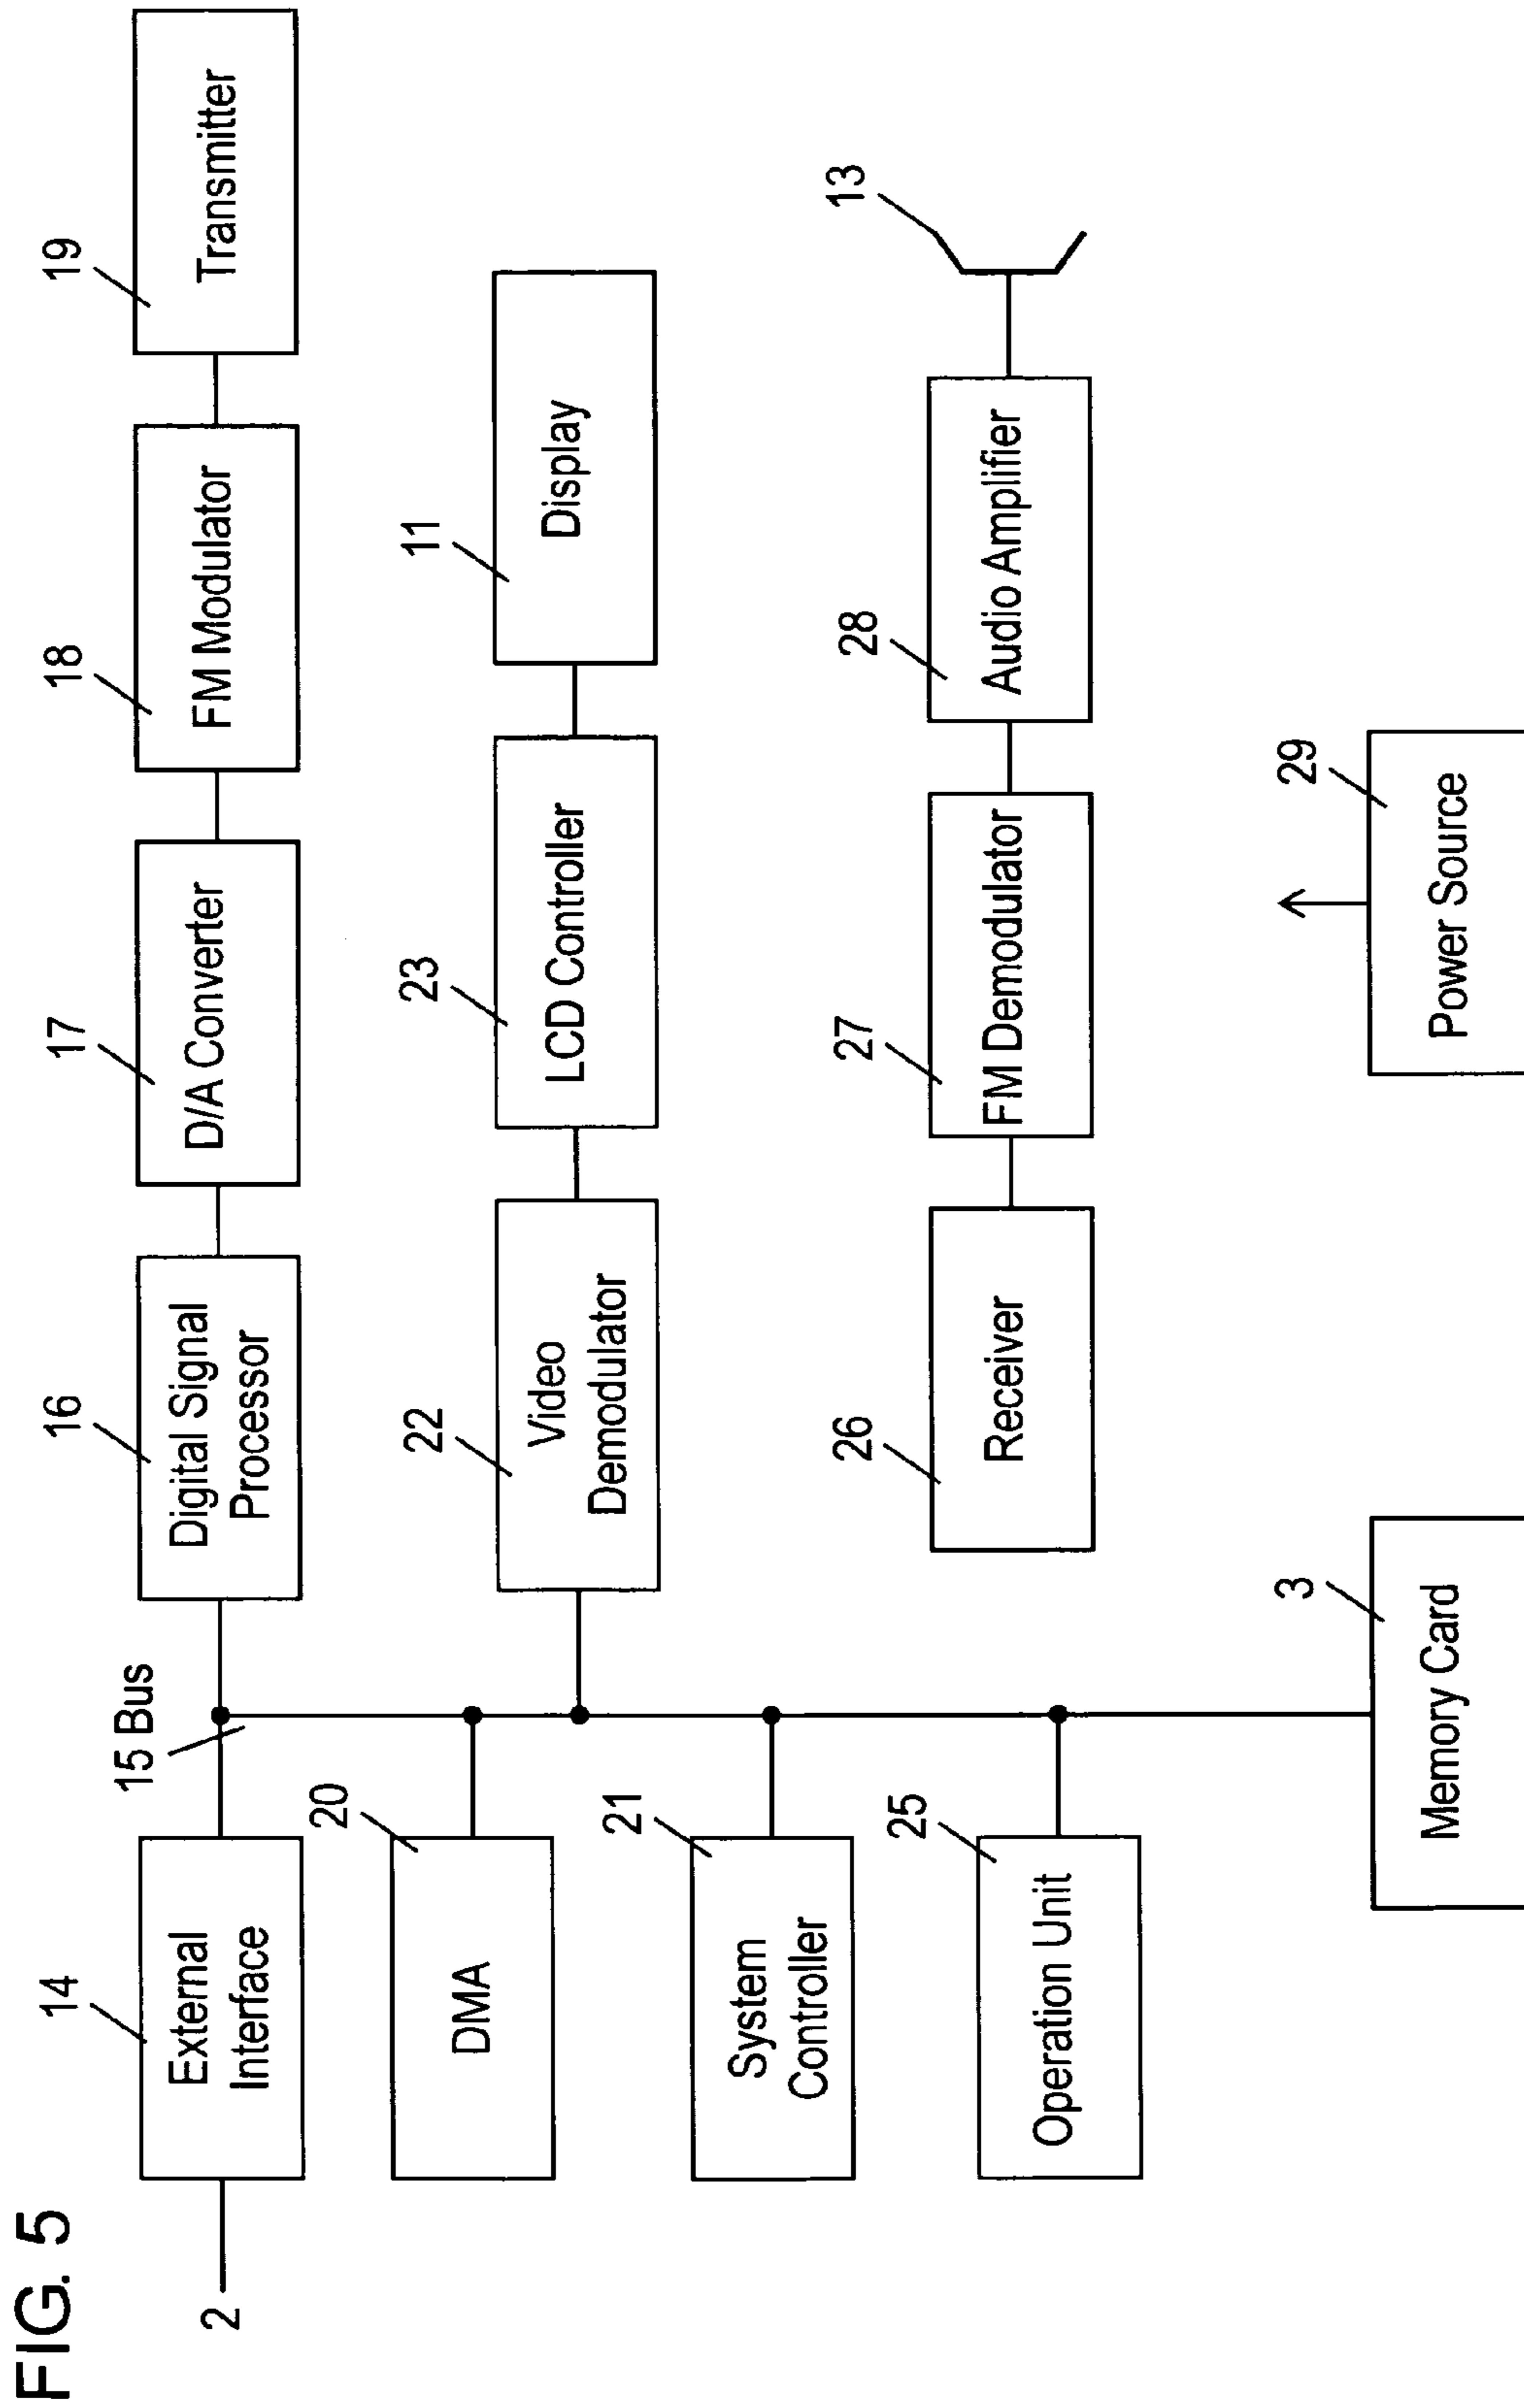 FIG. 5
2
14
External
Interface
15 Bus
16
Digital Signal
Processor
17
D/A Converter
18
FM Modulator
19
Transmitter
20
DMA
22
Video
Demodulator
23
LCD Controller
11
Display
21
System
Controller
25
Operation Unit
26
Receiver
27
FM Demodulator
28
Audio Amplifier
13
3
Memory Card
29
Power Source